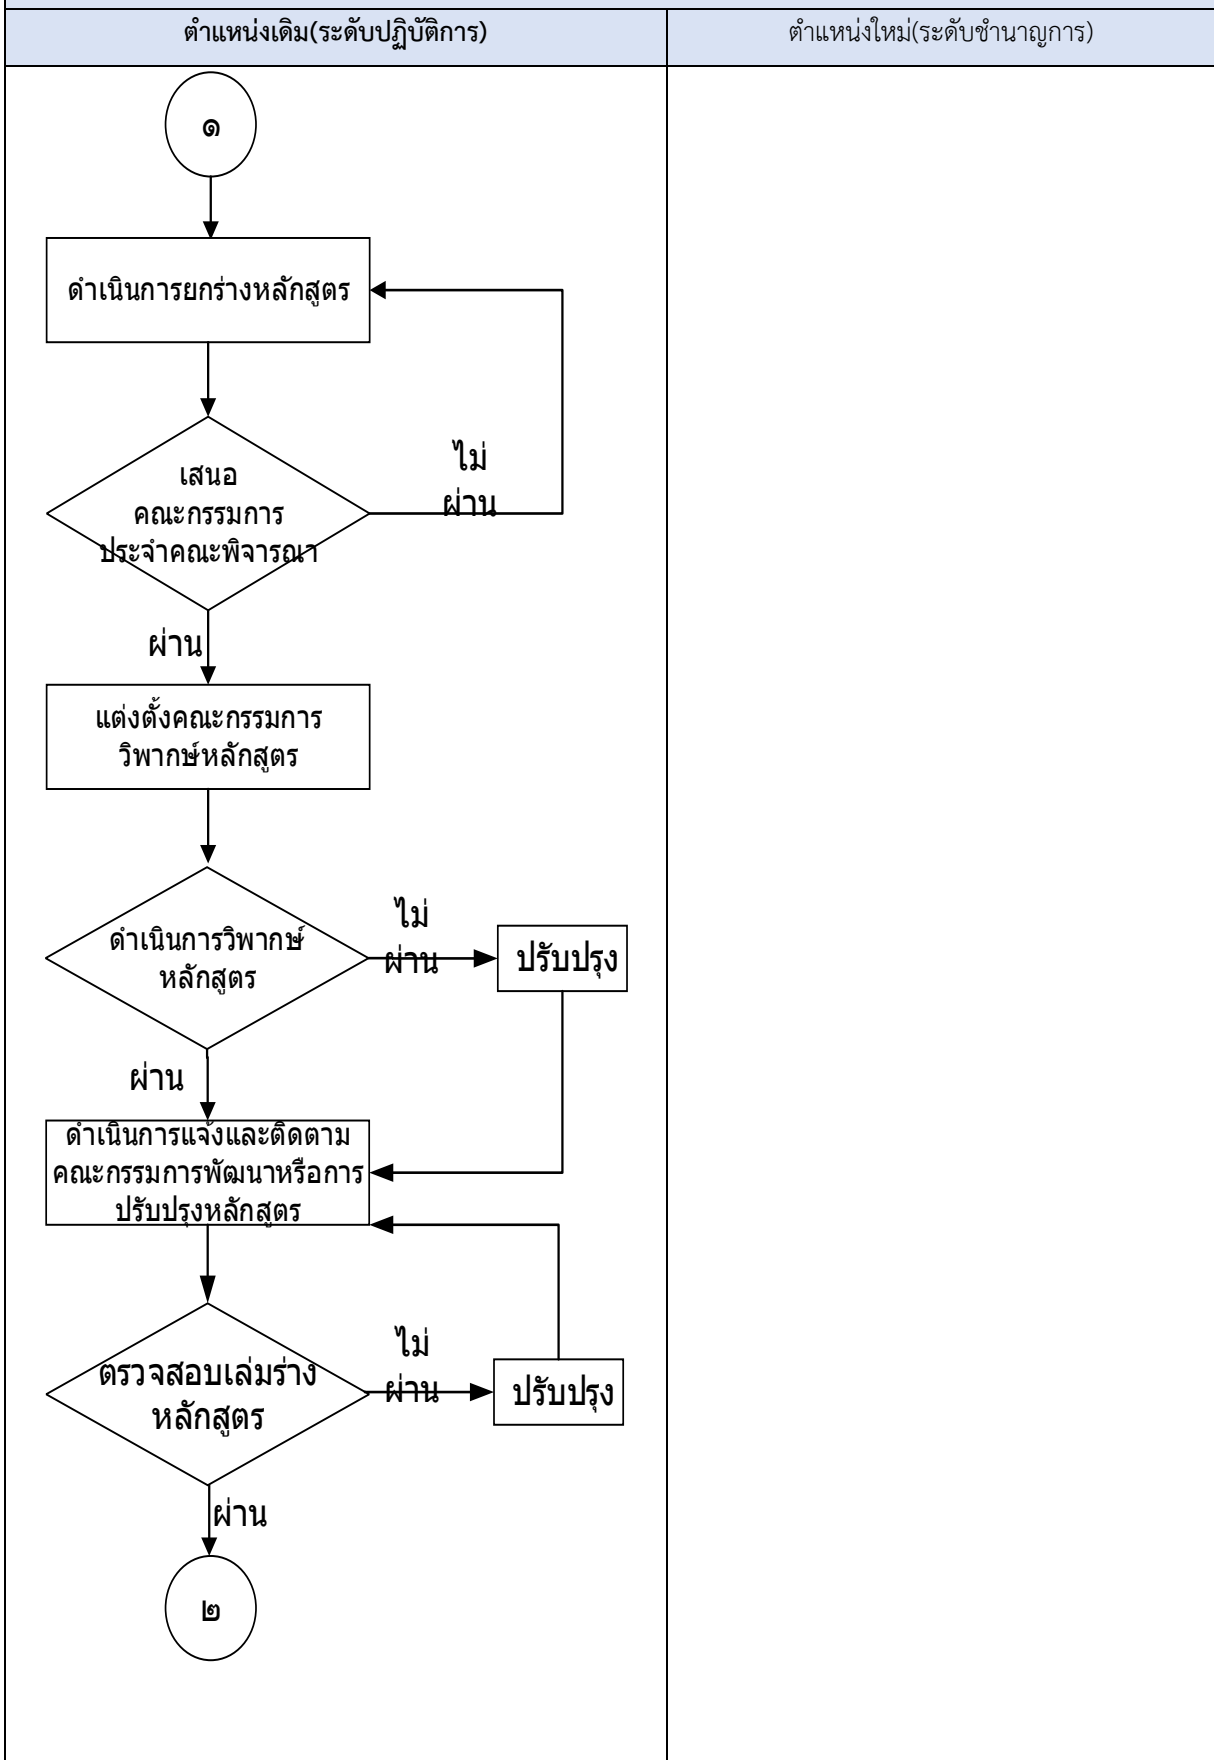 ตำแหน่งเดิม(ระดับปฏิบัติการ)
ตำแหน่งใหม่(ระดับชำนาญการ)
๑
ดำเนินการยกร่างหลักสูตร
เสนอ
คณะกรรมการ
ประจำคณะพิจารณา
ไม่
ผ่าน
ผ่าน
แต่งตั้งคณะกรรมการ
วิพากษ์หลักสูตร
ดำเนินการวิพากษ์
หลักสูตร
ไม่
ผ่าน
ปรับปรุง
ผ่าน
ดำเนินการแจ้งและติดตาม
คณะกรรมการพัฒนาหรือการ
ปรับปรุงหลักสูตร
ตรวจสอบเล่มร่าง
หลักสูตร
ไม่
ผ่าน
ปรับปรุง
ผ่าน
๒